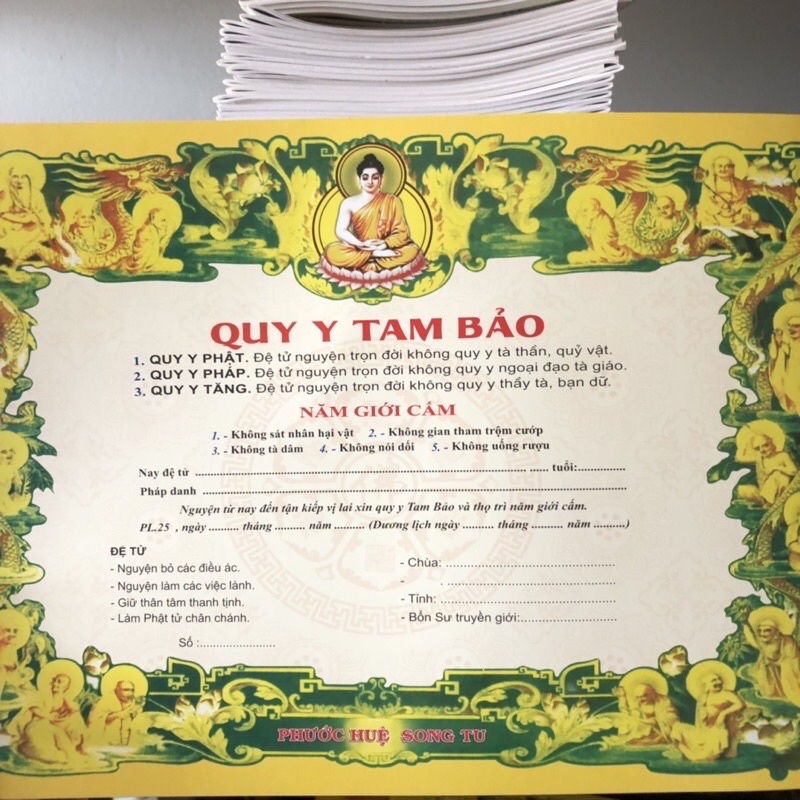 QUY Y TAM BẢO
1. QUY Y PHẬT. Đệ tử nguyện trọn đời không quy y tà thần, quỷ vật.
2. QUY Y PHÁP. Đệ tử nguyện trọn đời không quy y ngoại đạo tà giáo.
3. QUY Y TĂNG. Đệ tử nguyện trọn đời không quy y thầy tà, bạn dữ.
NĂM GIỚI CẤM
1. - Không sát nhân hại vật 2. - Không gian tham trộm cướp
3. - Không tà dâm 4. - Không nói dối 5. - Không uống rượu
Nay đệ tử ........................................ ...... tuổi:..............
Pháp danh ........................................
Nguyện từ nay đến tận kiếp vị lai xin quy y Tam Bảo và thọ trì năm giới cấm.
PL.25 , ngày .......... tháng ......... năm .......... (Dương lịch ngày .......... tháng .......... năm ..........)
ĐỆ TỬ
- Nguyện bỏ các điều ác.
- Nguyện làm các việc lành.
- Giữ thân tâm thanh tịnh.
- Làm Phật tử chân chánh.
Số :.......................
- Chùa: ........................................
- ........................................
- Tỉnh: ........................................
- Bổn Sư truyền giới:..............................
PHƯỚC HUỆ SONG TU